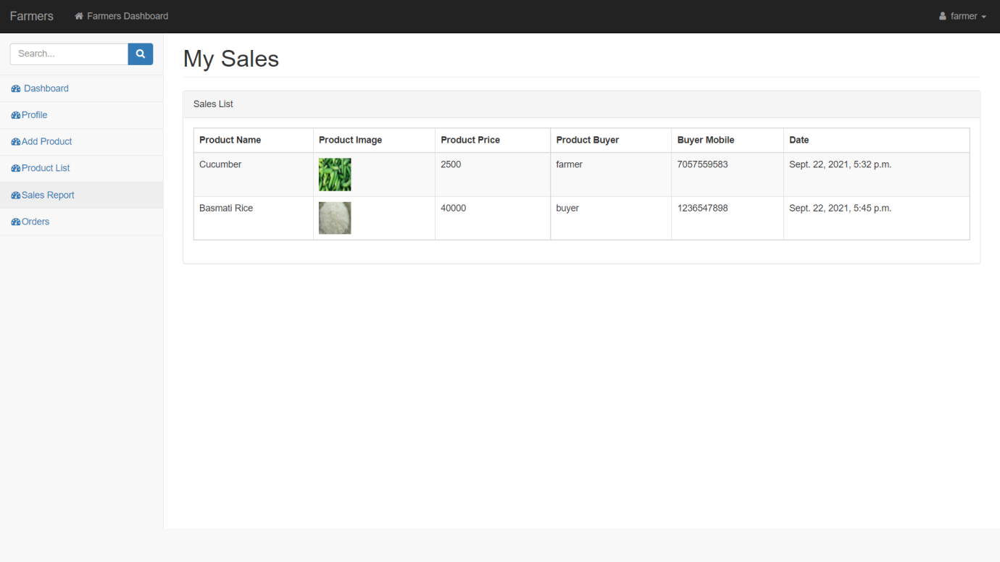 Farmers Farmers Dashboard farmer
Search...
Dashboard
Profile
Add Product
Product List
Sales Report
Orders
My Sales
Sales List
Product Name Product Image Product Price Product Buyer Buyer Mobile Date
Cucumber 2500 farmer 7057559583 Sept. 22, 2021, 5:32 p.m.
Basmati Rice 40000 buyer 1236547898 Sept. 22, 2021, 5:45 p.m.